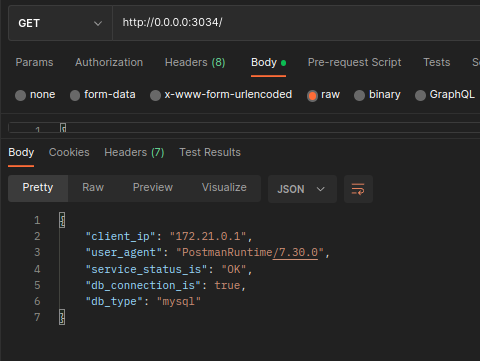 GET http://0.0.0.0:3034/
Params Authorization Headers (8) Body Pre-request Script Tests
none form-data x-www-form-urlencoded raw binary GraphQL
1 {
Body Cookies Headers (7) Test Results
Pretty Raw Preview Visualize JSON
1 {
2 "client_ip": "172.21.0.1",
3 "user_agent": "PostmanRuntime/7.30.0",
4 "service_status_is": "OK",
5 "db_connection_is": true,
6 "db_type": "mysql"
7 }